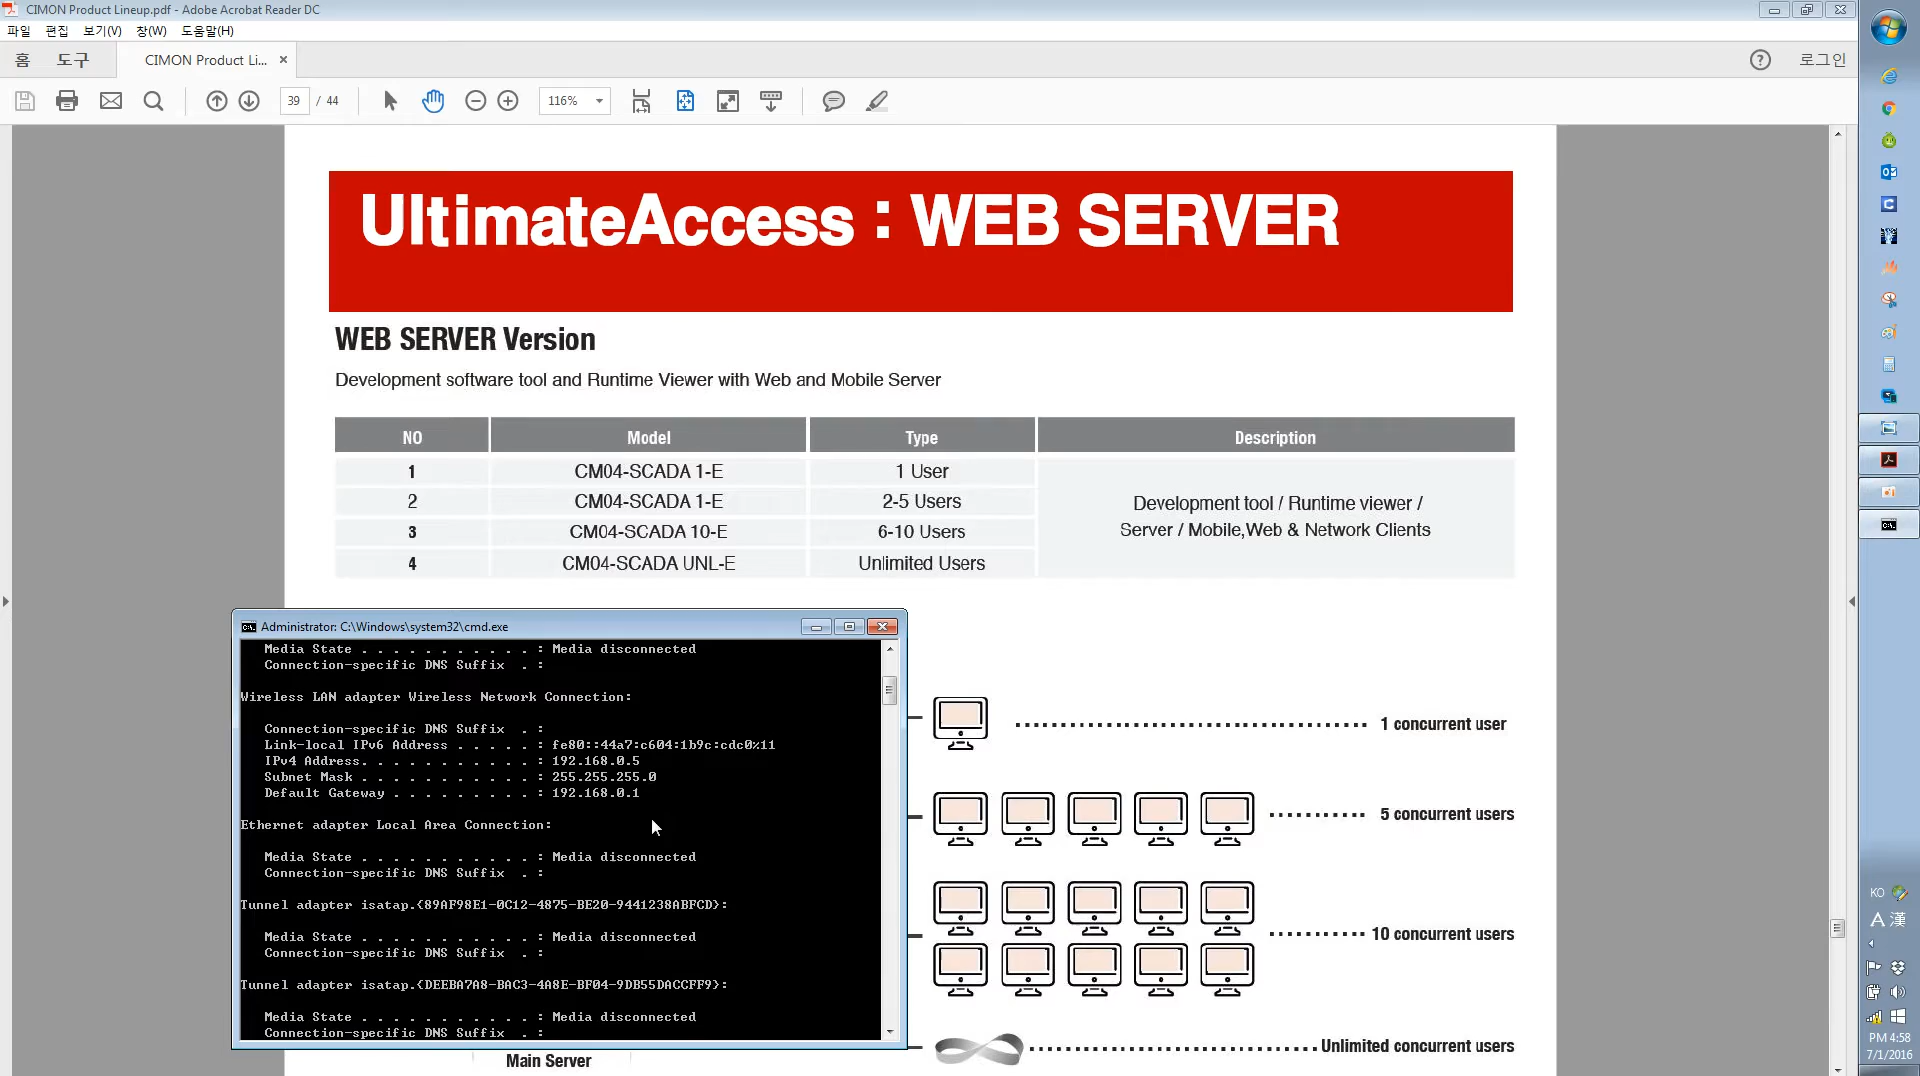 CIMON Product Lineup.pdf - Adobe Acrobat Reader DC
파일 편집 보기(V) 창(W) 도움말(H)
홈 도구 CIMON Product Li... ×
로그인
39 / 44 116%
UltimateAccess : WEB SERVER
WEB SERVER Version
Development software tool and Runtime Viewer with Web and Mobile Server
NO Model Type Description
1 CM04-SCADA 1-E 1 User
2 CM04-SCADA 1-E 2-5 Users
3 CM04-SCADA 10-E 6-10 Users
4 CM04-SCADA UNL-E Unlimited Users
Development tool / Runtime viewer /
Server / Mobile,Web & Network Clients
Administrator: C:\Windows\system32\cmd.exe
Media State . . . . . . . . . . . : Media disconnected
Connection-specific DNS Suffix . :
Wireless LAN adapter Wireless Network Connection:
Connection-specific DNS Suffix . :
Link-local IPv6 Address . . . . . : fe80::44a7:c604:1b9c:cdc0%11
IPv4 Address. . . . . . . . . . . : 192.168.0.5
Subnet Mask . . . . . . . . . . . : 255.255.255.0
Default Gateway . . . . . . . . . : 192.168.0.1
Ethernet adapter Local Area Connection:
Media State . . . . . . . . . . . : Media disconnected
Connection-specific DNS Suffix . :
Tunnel adapter isatap.{89AF98E1-0C12-4875-BE20-9441238ABFCD}:
Media State . . . . . . . . . . . : Media disconnected
Connection-specific DNS Suffix . :
Tunnel adapter isatap.{DEEBA7A8-BAC3-4A8E-BF04-9DB55DACCFF9}:
Media State . . . . . . . . . . . : Media disconnected
Connection-specific DNS Suffix . :
1 concurrent user
5 concurrent users
10 concurrent users
Unlimited concurrent users
Main Server
KO
A 漢
PM 4:58
7/1/2016